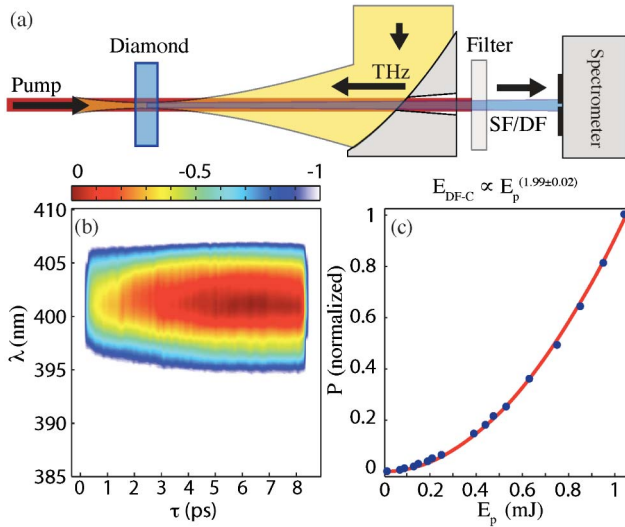 (a)
Diamond
Filter
Pump
THz
SF/DF
Spectrometer
0 -0.5 -1
E_DF-C ∝ E_p^(1.99±0.02)
(b)
410
405
400
395
390
385
λ(nm)
0 1 2 3 4 5 6 7 8
τ (ps)
(c)
1
0.8
0.6
0.4
0.2
0
P (normalized)
0 0.2 0.4 0.6 0.8 1
E_p (mJ)